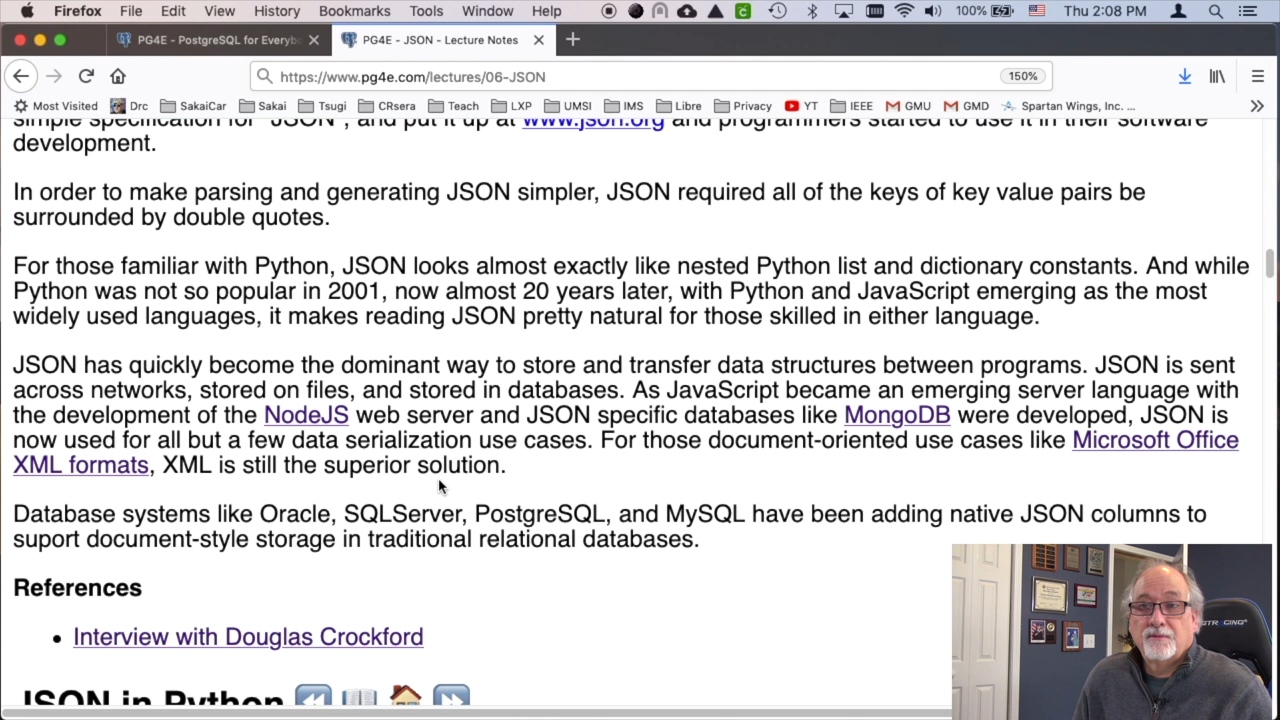 Firefox File Edit View History Bookmarks Tools Window Help 100% Thu 2:08 PM
PG4E - PostgreSQL for Everyb
PG4E - JSON - Lecture Notes
https://www.pg4e.com/lectures/06-JSON 150%
Most Visited Drc SakaiCar Sakai Tsugi CRsera Teach LXP UMSI IMS Libre Privacy YT IEEE GMU GMD Spartan Wings, Inc. ...
simple specification for "JSON", and put it up at www.json.org and programmers started to use it in their software
development.
In order to make parsing and generating JSON simpler, JSON required all of the keys of key value pairs be
surrounded by double quotes.
For those familiar with Python, JSON looks almost exactly like nested Python list and dictionary constants. And while
Python was not so popular in 2001, now almost 20 years later, with Python and JavaScript emerging as the most
widely used languages, it makes reading JSON pretty natural for those skilled in either language.
JSON has quickly become the dominant way to store and transfer data structures between programs. JSON is sent
across networks, stored on files, and stored in databases. As JavaScript became an emerging server language with
the development of the NodeJS web server and JSON specific databases like MongoDB were developed, JSON is
now used for all but a few data serialization use cases. For those document-oriented use cases like Microsoft Office
XML formats, XML is still the superior solution.
Database systems like Oracle, SQLServer, PostgreSQL, and MySQL have been adding native JSON columns to
suport document-style storage in traditional relational databases.
References
Interview with Douglas Crockford
JSON in Python